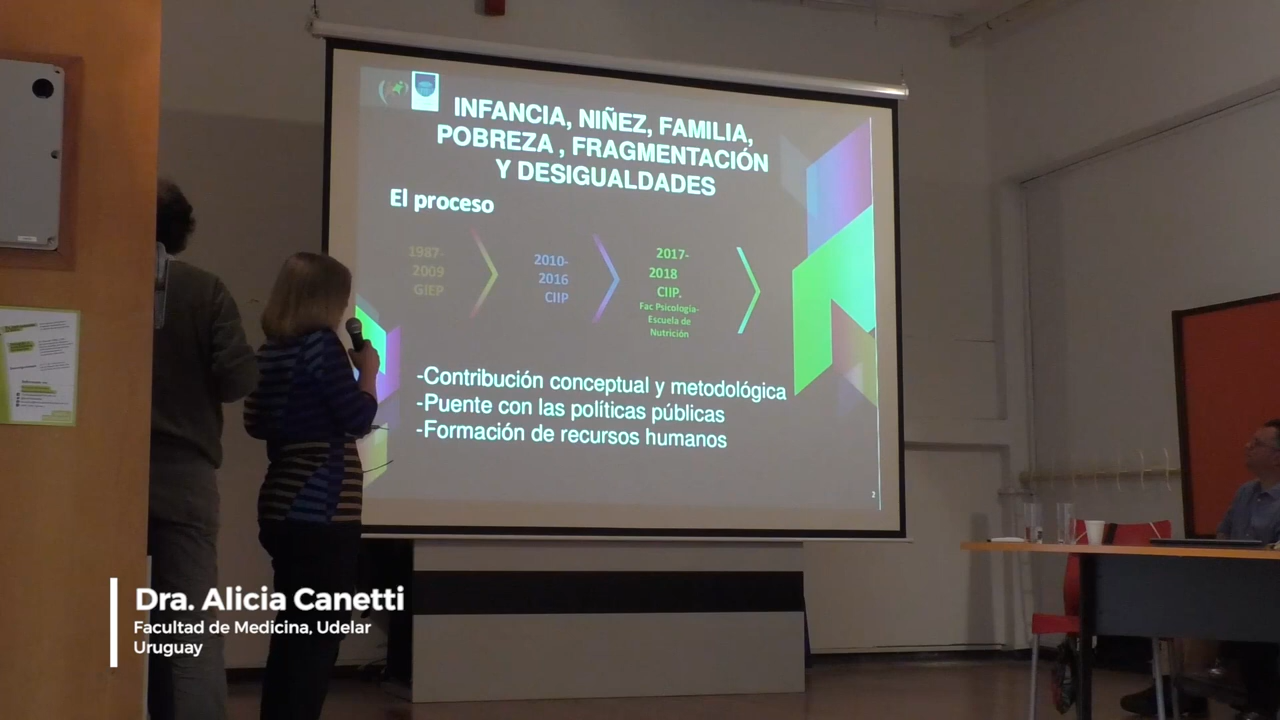 INFANCIA, NIÑEZ, FAMILIA,
POBREZA , FRAGMENTACIÓN
Y DESIGUALDADES
El proceso
1987-
2009
GIEP
2010-
2016
CIIP
2017-
2018
CIIP.
Fac Psicología-
Escuela de
Nutrición
-Contribución conceptual y metodológica
-Puente con las políticas públicas
-Formación de recursos humanos
2
Dra. Alicia Canetti
Facultad de Medicina, Udelar
Uruguay